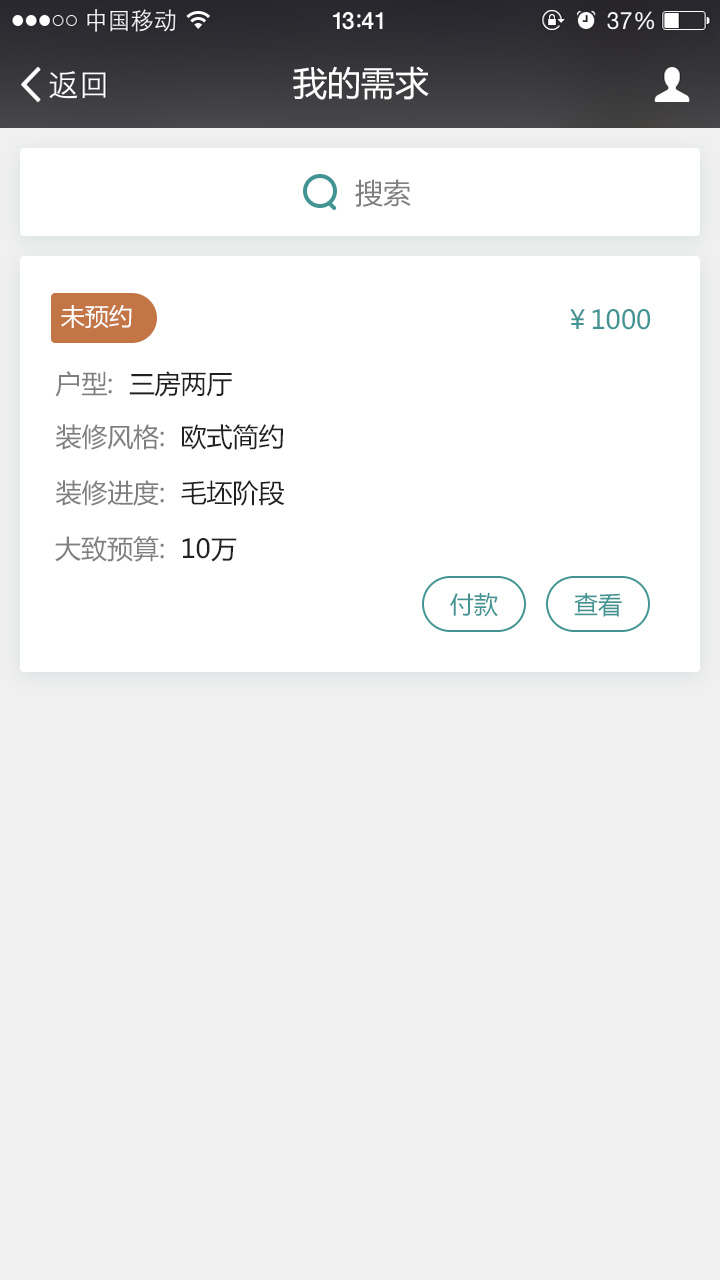 中国移动 13:41 37%
返回 我的需求
搜索
未预约 ¥1000
户型: 三房两厅
装修风格: 欧式简约
装修进度: 毛坯阶段
大致预算: 10万
付款 查看